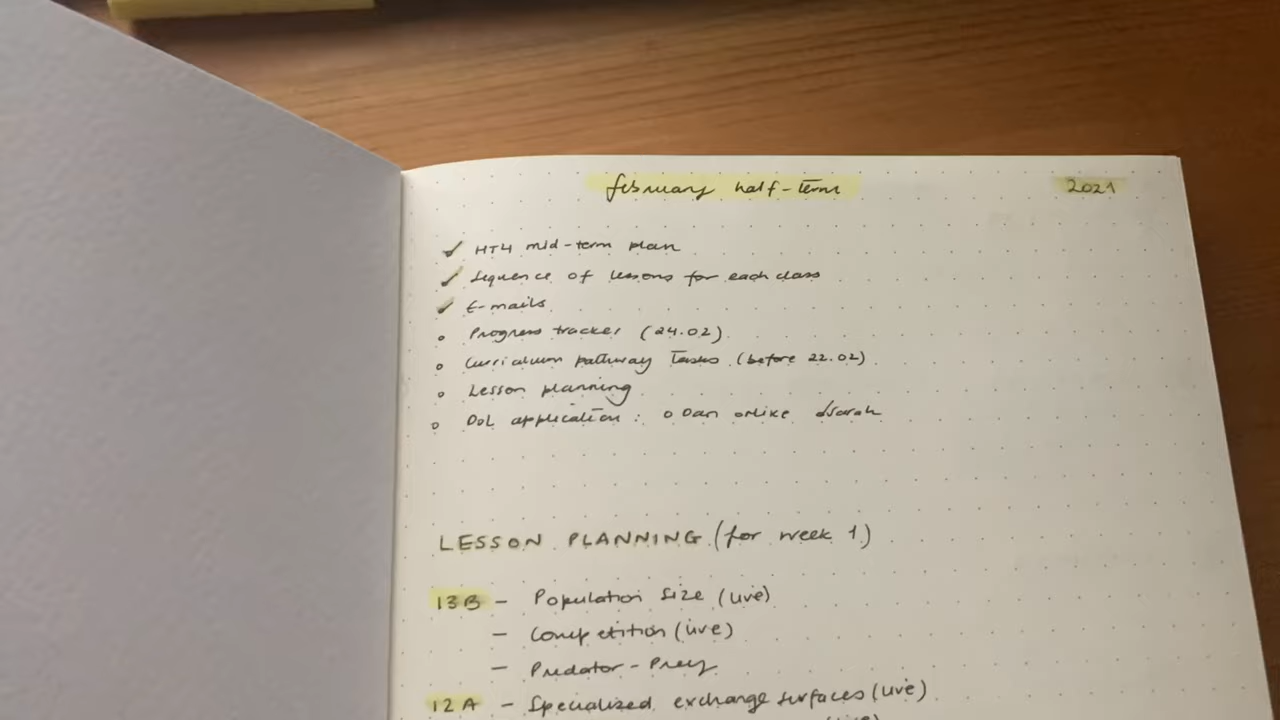 february half-term 2021
✓ HT4 mid-term plan
✓ Sequence of lessons for each class
✓ E-mails
o Progress tracker (24.02)
o Curriculum pathway Tasks (before 22.02)
o Lesson planning
o DoL application: o Dan
LESSON PLANNING (for week 1)
13B - Population Size (live)
- Competition (live)
- Predator-Prey
12A - Specialized exchange surfaces (live)
(live)